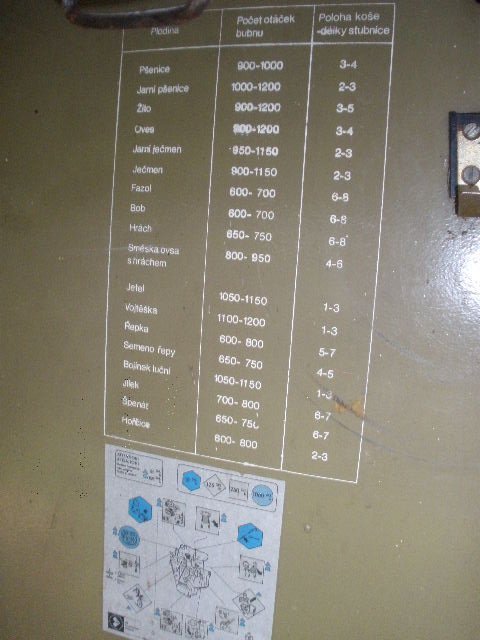 Plodina Počet otáček Poloha koše
bubnu -dílky stubnice
Pšenice 900-1000 3-4
Jarní pšenice 1000-1200 2-3
Žito 900-1200 3-5
Oves 800-1200 3-4
Jarní ječmen 950-1150 2-3
Ječmen 900-1150 2-3
Fazol 600-700 6-8
Bob 600-700 6-8
Hrách 650-750 6-8
Směska ovsa 800-950 4-6
s hráchem
Jetel 1050-1150 1-3
Vojtěška 1100-1200 1-3
Řepka 600-800 5-7
Semeno řepy 650-750 4-5
Bojínek luční 1050-1150 1-3
Jílek 700-800 6-7
Špenát 650-750 6-7
Hořčice 600-800 2-3